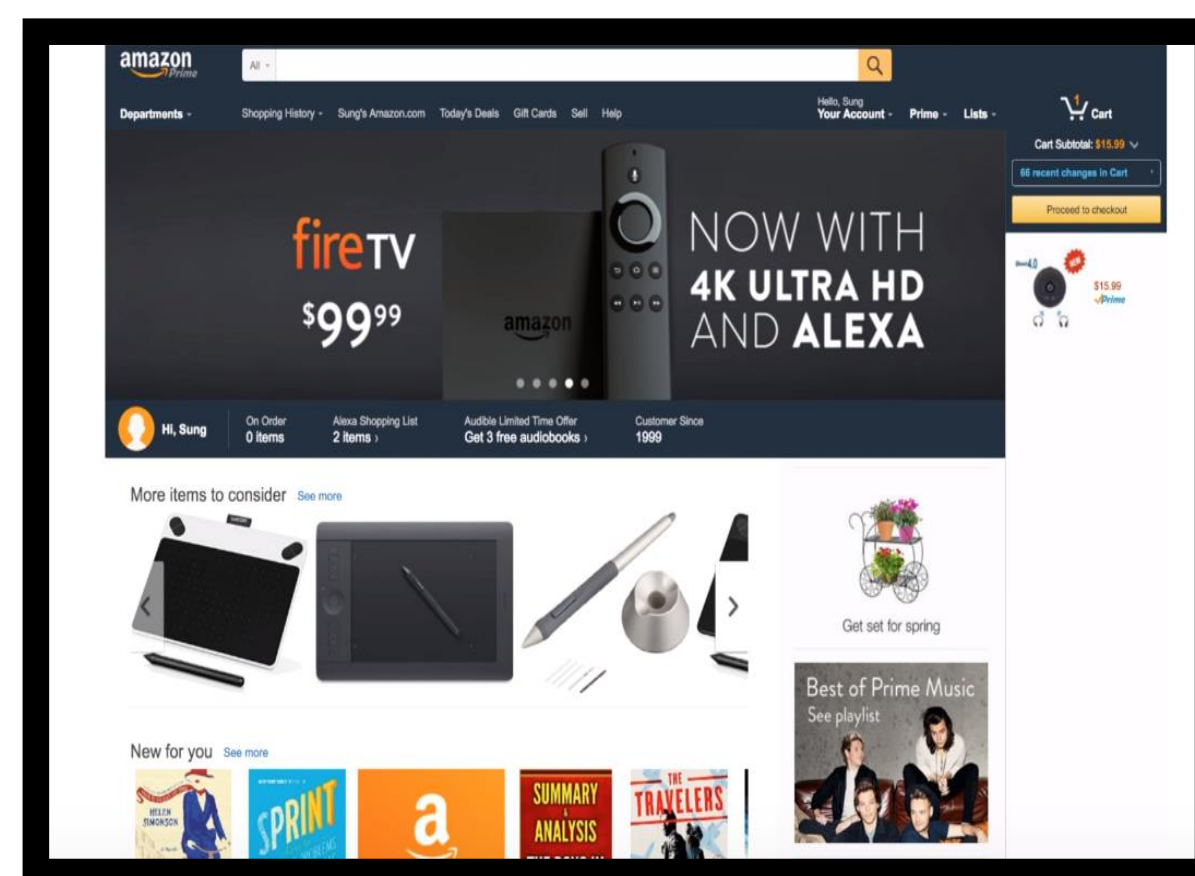 amazon
Prime
All
Departments
Shopping History
Sung's Amazon.com
Today's Deals
Gift Cards
Sell
Help
Hello, Sung
Your Account
Prime
Lists
1
Cart
Cart Subtotal: $15.99
66 recent changes in Cart
Proceed to checkout
4.0
NEW
$15.99
Prime
fireTV
$99.99
amazon
NOW WITH
4K ULTRA HD
AND ALEXA
Hi, Sung
On Order
0 items
Alexa Shopping List
2 items ›
Audible Limited Time Offer
Get 3 free audiobooks ›
Customer Since
1999
More items to consider See more
Get set for spring
Best of Prime Music
See playlist
New for you See more
HELEN
SIMONSON
SPRINT
a
SUMMARY
&
ANALYSIS
THE
TRAVELERS